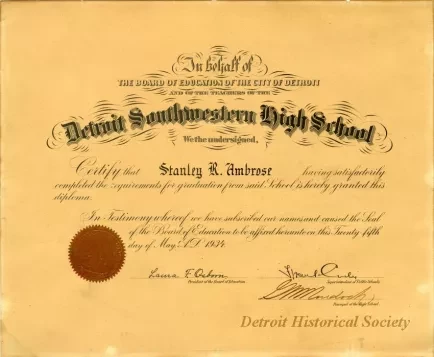 In behalf of
THE BOARD OF EDUCATION OF THE CITY OF DETROIT
AND OF THE TEACHERS OF THE
Detroit Southwestern High School
We the undersigned,
Certify that Stanley R. Ambrose having satisfactorily
completed the requirements for graduation from said School is hereby granted this
diploma.
In Testimony whereof we have subscribed our names and caused the Seal
of the Board of Education to be affixed hereunto on this Twenty fifth
day of May A.D. 1934
Laura F. Osborn Frank Cody
President of the Board of Education. Superintendent of Public Schools
Principal of the High School
Detroit Historical Society